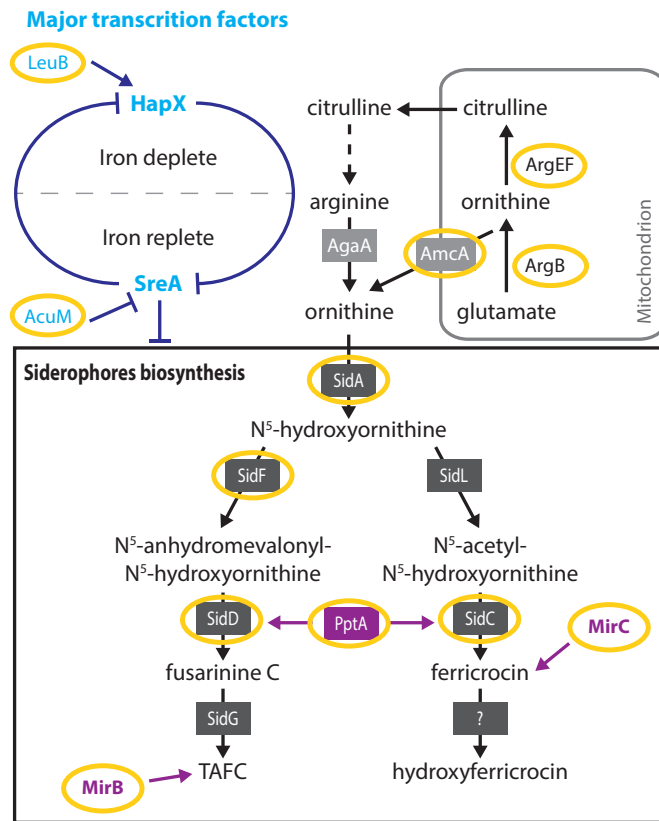 Major transcrition factors
LeuB
HapX
Iron deplete
Iron replete
SreA
AcuM
citrulline
citrulline
ArgEF
arginine
ornithine
AgaA
AmcA
ArgB
ornithine
glutamate
Mitochondrion
Siderophores biosynthesis
SidA
N⁵-hydroxyornithine
SidF
SidL
N⁵-anhydromevalonyl-
N⁵-hydroxyornithine
N⁵-acetyl-
N⁵-hydroxyornithine
SidD
PptA
SidC
MirC
fusarinine C
ferricrocin
SidG
?
MirB
TAFC
hydroxyferricrocin